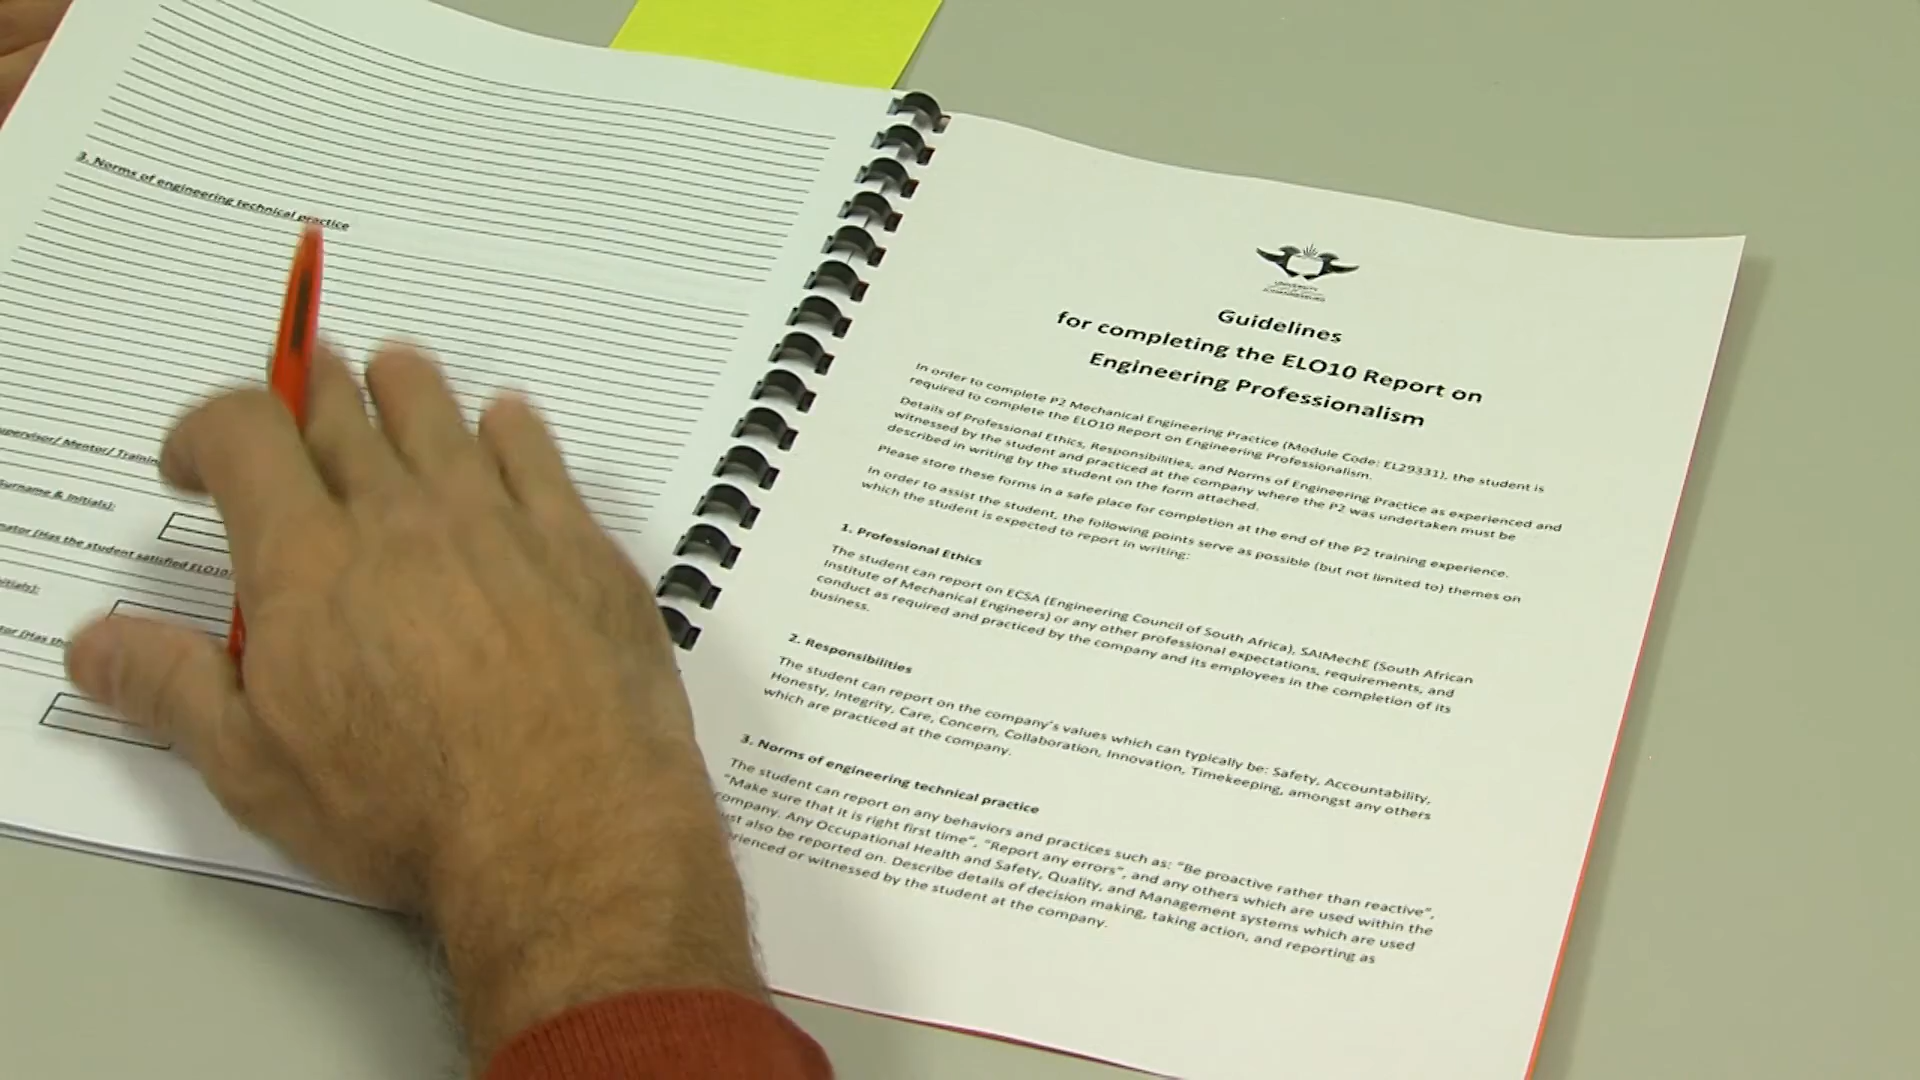 3. Norms of engineering technical practice
upervisor/ Mentor/ Training
Surname & Initials):
nator (Has the student satisfied ELO10?
nitials):
tor (Has the
UNIVERSITY
OF
JOHANNESBURG
Guidelines
for completing the ELO10 Report on
Engineering Professionalism
In order to complete P2 Mechanical Engineering Practice (Module Code: EL29331), the student is
required to complete the ELO10 Report on Engineering Professionalism.
Details of Professional Ethics, Responsibilities, and Norms of Engineering Practice as experienced and
witnessed by the student and practiced at the company where the P2 was undertaken must be
described in writing by the student on the form attached.
Please store these forms in a safe place for completion at the end of the P2 training experience.
In order to assist the student, the following points serve as possible (but not limited to) themes on
which the student is expected to report in writing:
1. Professional Ethics
The student can report on ECSA (Engineering Council of South Africa), SAIMechE (South African
Institute of Mechanical Engineers) or any other professional expectations, requirements, and
conduct as required and practiced by the company and its employees in the completion of its
business.
2. Responsibilities
The student can report on the company's values which can typically be: Safety, Accountability,
Honesty, Integrity, Care, Concern, Collaboration, Innovation, Timekeeping, amongst any others
which are practiced at the company.
3. Norms of engineering technical practice
The student can report on any behaviors and practices such as: "Be proactive rather than reactive",
"Make sure that it is right first time", "Report any errors", and any others which are used within the
company. Any Occupational Health and Safety, Quality, and Management systems which are used
ust also be reported on. Describe details of decision making, taking action, and reporting as
rienced or witnessed by the student at the company.